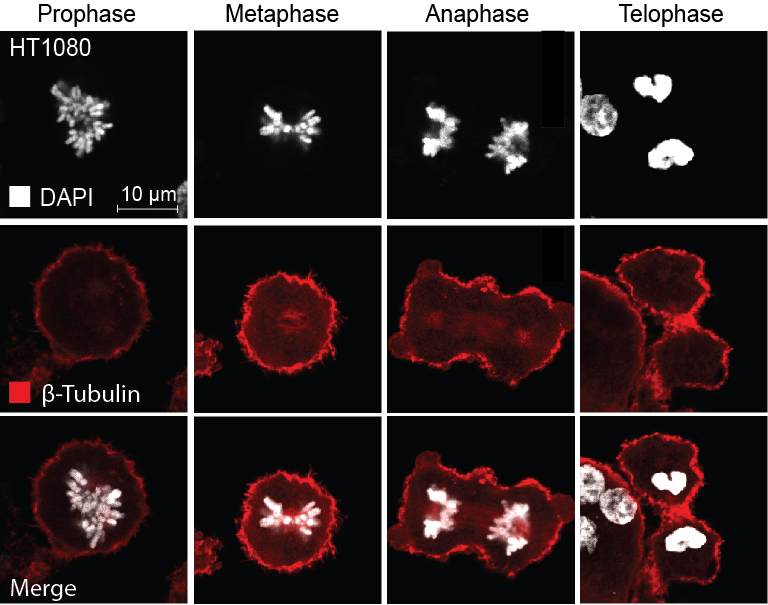 Prophase
Metaphase
Anaphase
Telophase
HT1080
DAPI
10 μm
β-Tubulin
Merge